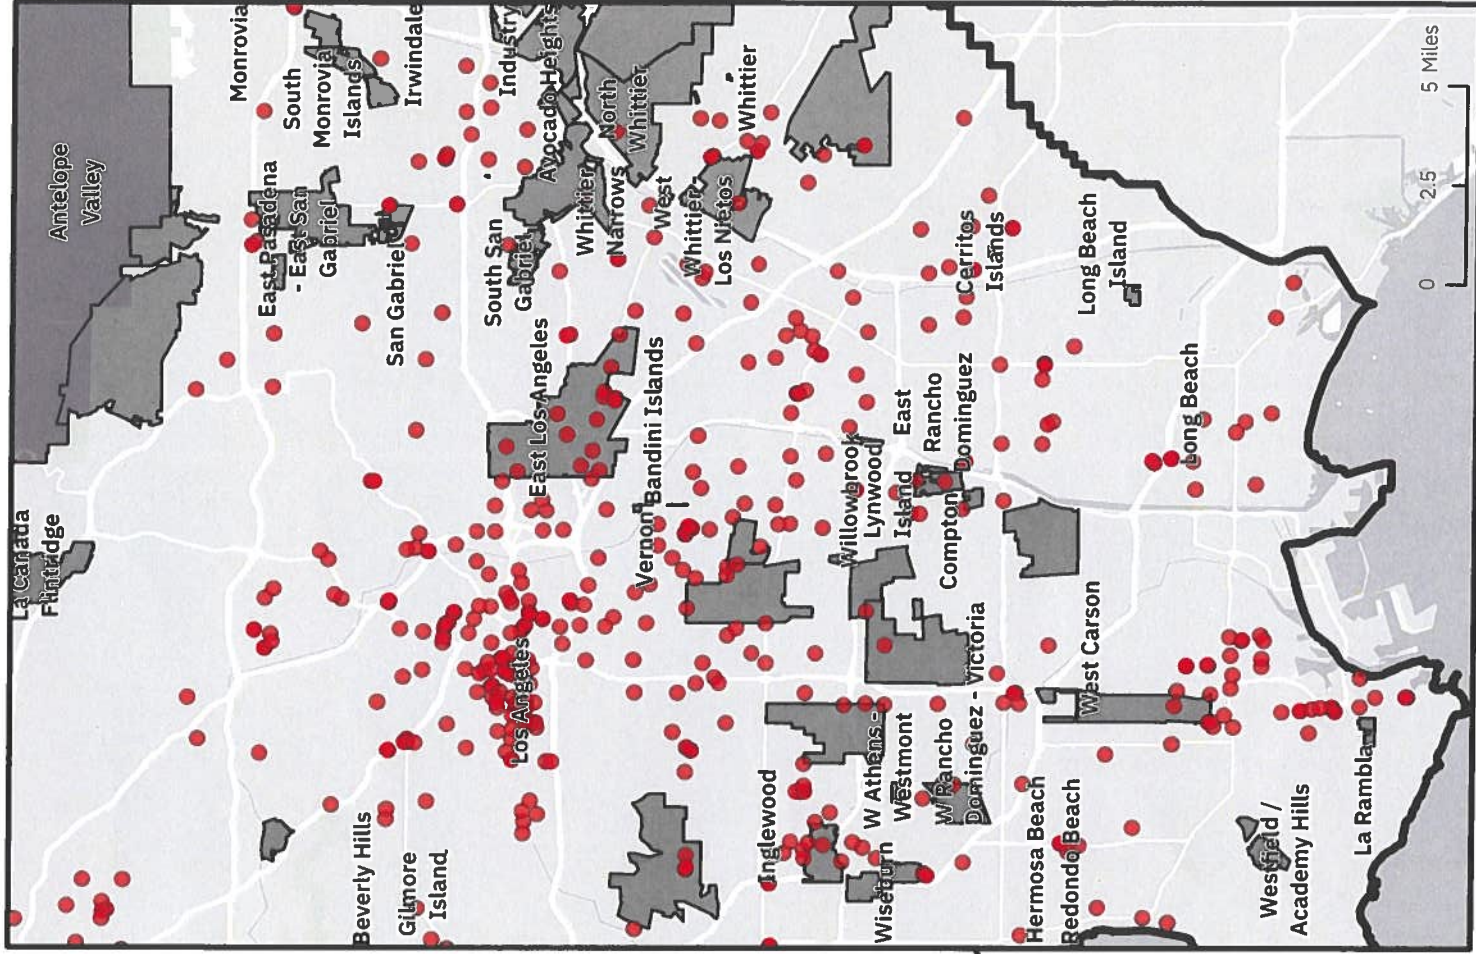 Antelope
Valley
La Canada
Flintridge
Monrovia
South
Monrovia
Islands
Irwindale
East Pasadena
- East San
Gabriel
San Gabriel
Industry
Avocado Heights
North
Whittier
Whittier
South San
Gabriel
Whittier
Narrows
West
Whittier -
Los Nietos
East Los Angeles
Vernon
Bandini Islands
Los Angeles
Beverly Hills
Gilmore
Island
Inglewood
W Athens -
Westmont
Wiseburn
W Rancho
Dominguez - Victoria
Willowbrook
Lynwood
Island
Compton
East
Rancho
Dominguez
Cerritos
Islands
Long Beach
Island
Long Beach
West Carson
Hermosa Beach
Redondo Beach
Westfield /
Academy Hills
La Rambla
0 2.5 5 Miles